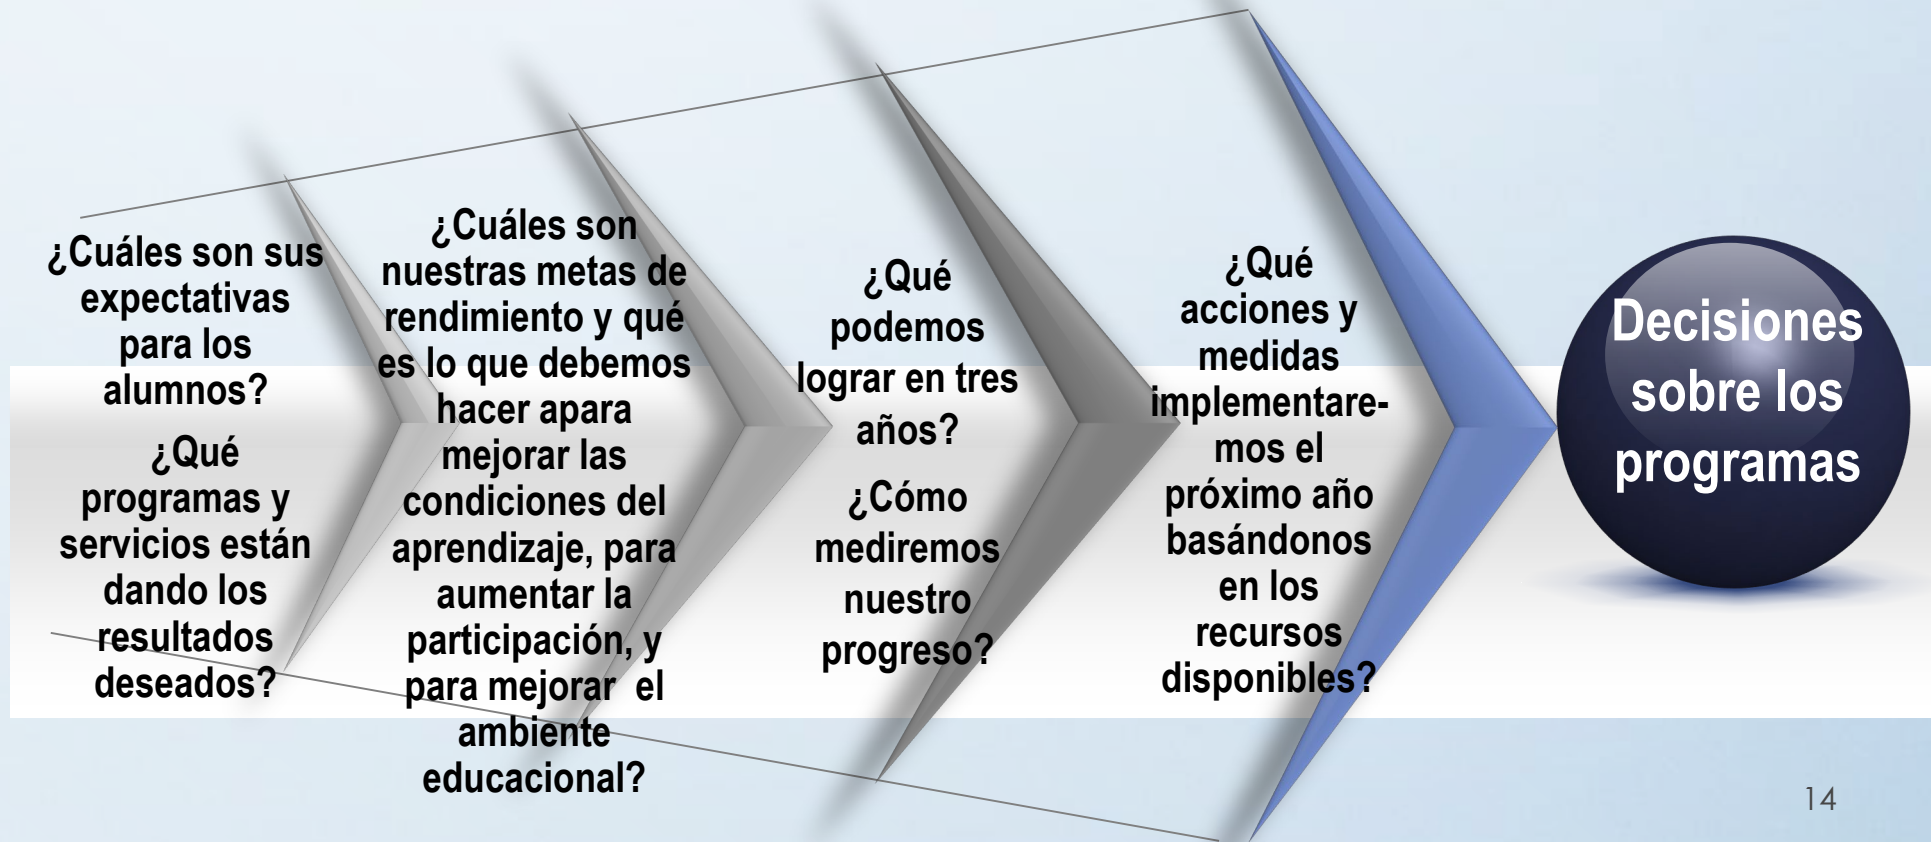 ¿Cuáles son sus
expectativas
para los
alumnos?
¿Qué
programas y
servicios están
dando los
resultados
deseados?
¿Cuáles son
nuestras metas de
rendimiento y qué
es lo que debemos
hacer apara
mejorar las
condiciones del
aprendizaje, para
aumentar la
participación, y
para mejorar  el
ambiente
educacional?
¿Qué
podemos
lograr en tres
años?
¿Cómo
mediremos
nuestro
progreso?
¿Qué
acciones y
medidas
implementare-
mos el
próximo año
basándonos
en los
recursos
disponibles?
Decisiones
sobre los
programas
14